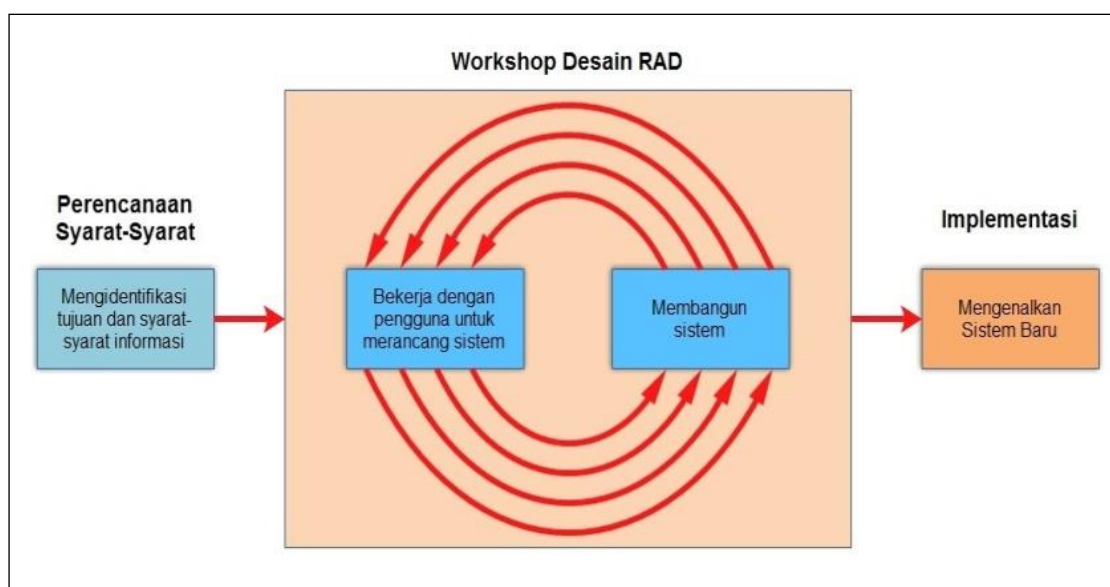 Workshop Desain RAD
Perencanaan
Syarat-Syarat
Mengidentifikasi
tujuan dan syarat-
syarat informasi
Bekerja dengan
pengguna untuk
merancang sistem
Membangun
sistem
Implementasi
Mengenalkan
Sistem Baru